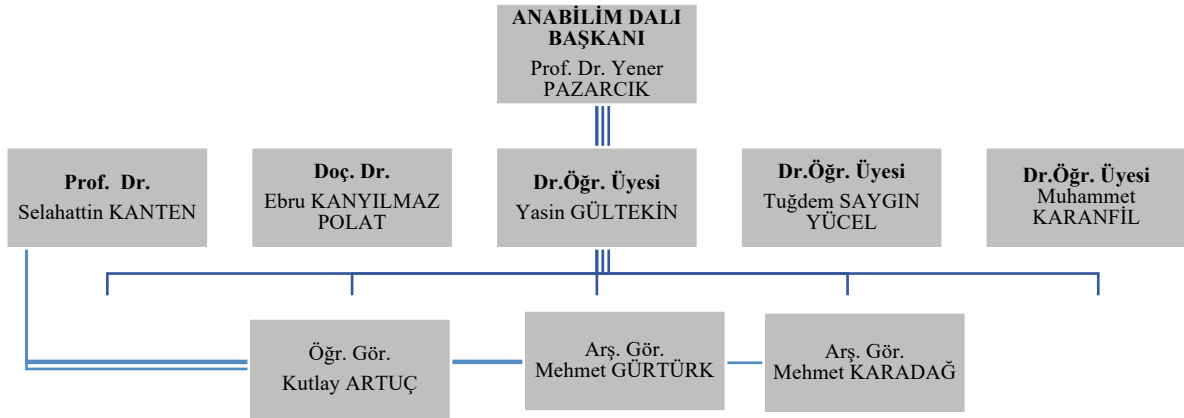 ANABİLİM DALI
BAŞKANI
Prof. Dr. Yener
PAZARCIK
Prof. Dr.
Selahattin KANTEN
Doç. Dr.
Ebru KANYILMAZ
POLAT
Dr.Öğr. Üyesi
Yasin GÜLTEKİN
Dr.Öğr. Üyesi
Tuğdem SAYGIN
YÜCEL
Dr.Öğr. Üyesi
Muhammet
KARANFİL
Öğr. Gör.
Kutlay ARTUÇ
Arş. Gör.
Mehmet GÜRTÜRK
Arş. Gör.
Mehmet KARADAĞ